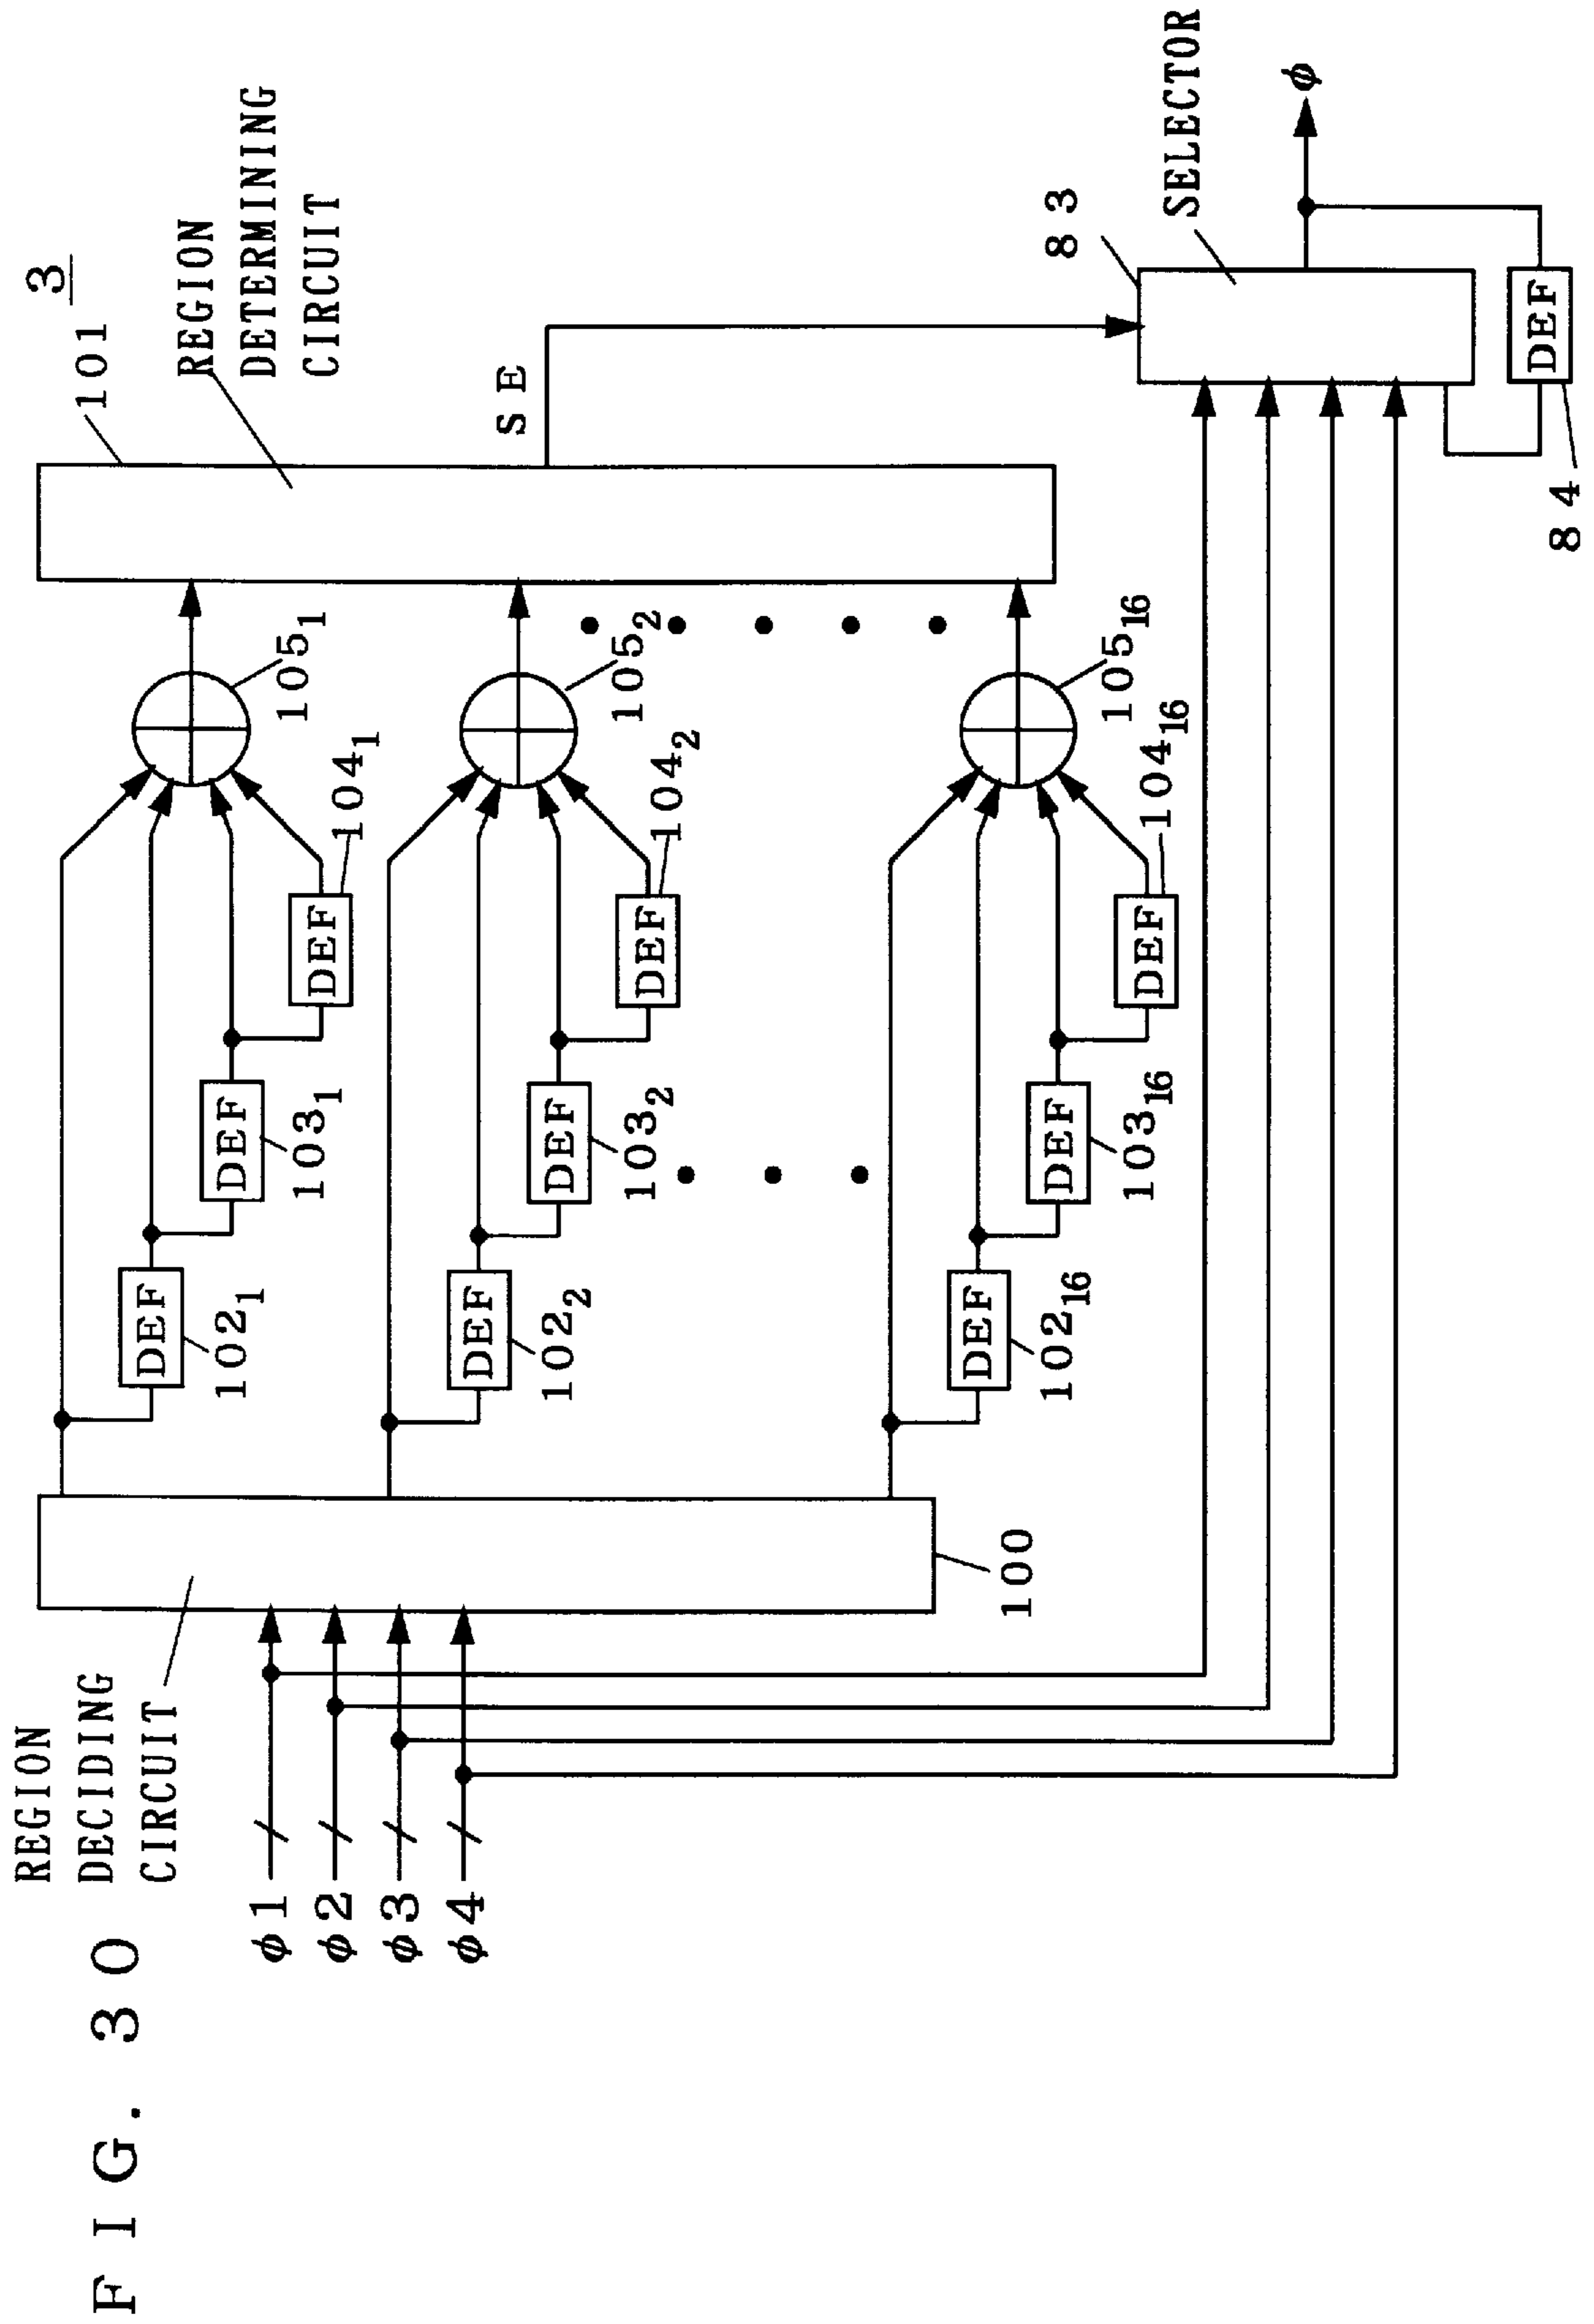 FIG. 30
REGION
DECIDING
CIRCUIT
ϕ1
ϕ2
ϕ3
ϕ4
100
DEF
102₁
DEF
103₁
DEF
104₁
105₁
DEF
102₂
DEF
103₂
DEF
104₂
105₂
DEF
102₁₆
DEF
103₁₆
DEF
104₁₆
105₁₆
101
3
REGION
DETERMINING
CIRCUIT
SE
83
SELECTOR
ϕ
DEF
84